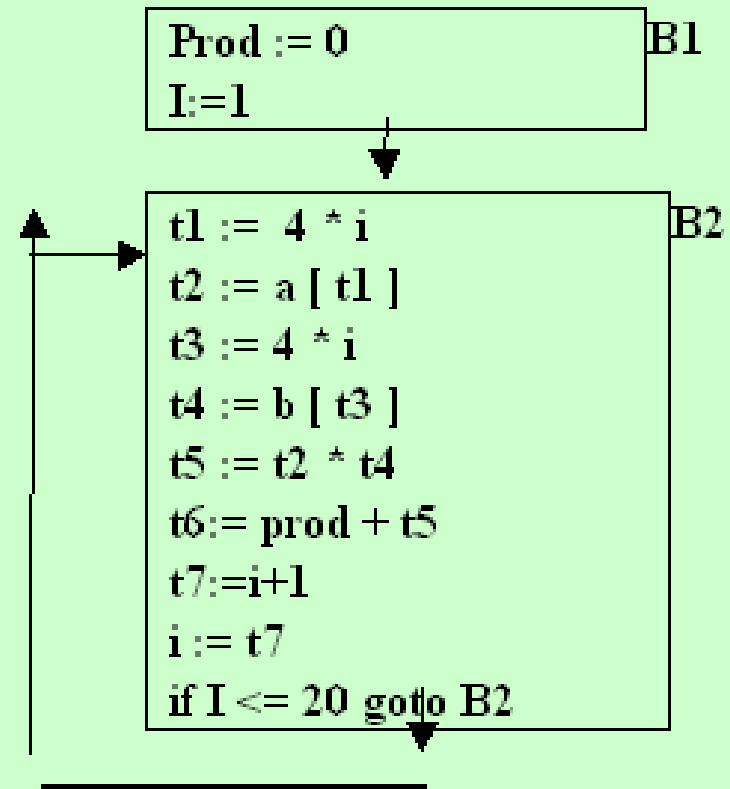 Prod := 0
I:=1
B1
t1 := 4 * i
B2
t2 := a [ t1 ]
t3 := 4 * i
t4 := b [ t3 ]
t5 := t2 * t4
t6:= prod + t5
t7:=i+1
i := t7
if I <= 20 goto B2